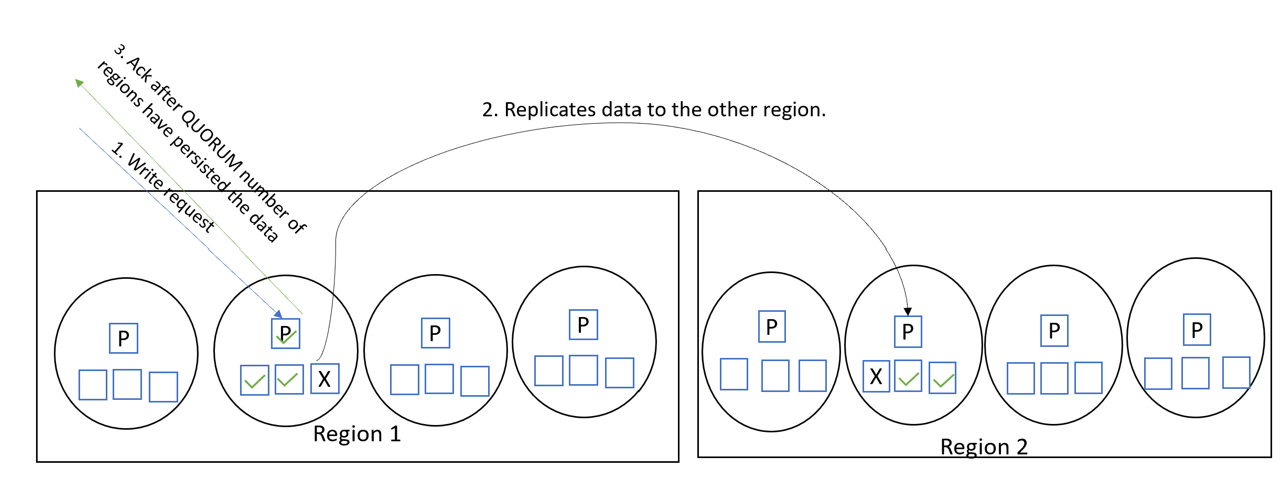 3. Ack after QUORUM number of
regions have persisted the data
1. Write request
2. Replicates data to the other region.
P
P
P
P
X
Region 1
P
P
P
P
X
Region 2